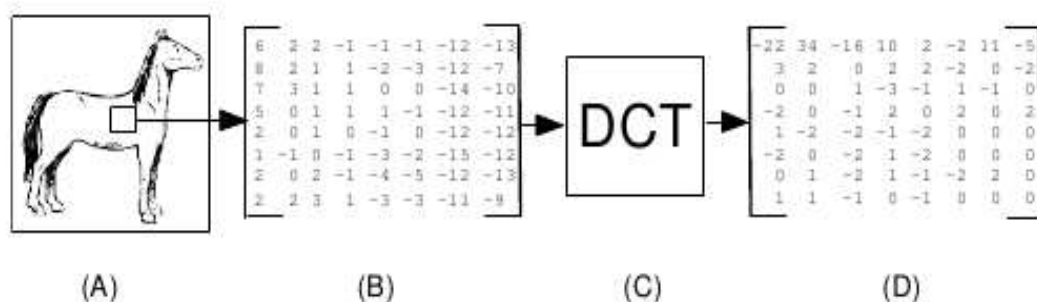 6 2 2 -1 -1 -1 -12 -13
8 2 1 1 -2 -3 -12 -7
7 3 1 1 0 0 -14 -10
5 0 1 1 1 -1 -12 -11
2 0 1 0 -1 0 -12 -12
1 -1 0 -1 -3 -2 -15 -12
2 0 2 -1 -4 -5 -12 -13
2 2 3 1 -3 -3 -11 -9
DCT
-22 34 -16 10 2 -2 11 -5
3 2 0 2 2 -2 0 -2
0 0 1 -3 -1 1 -1 0
-2 0 -1 2 0 2 0 2
1 -2 -2 -1 -2 0 0 0
-2 0 -2 1 -2 0 0 0
0 1 -2 1 -1 -2 2 0
1 1 -1 0 -1 0 0 0
(A) (B) (C) (D)